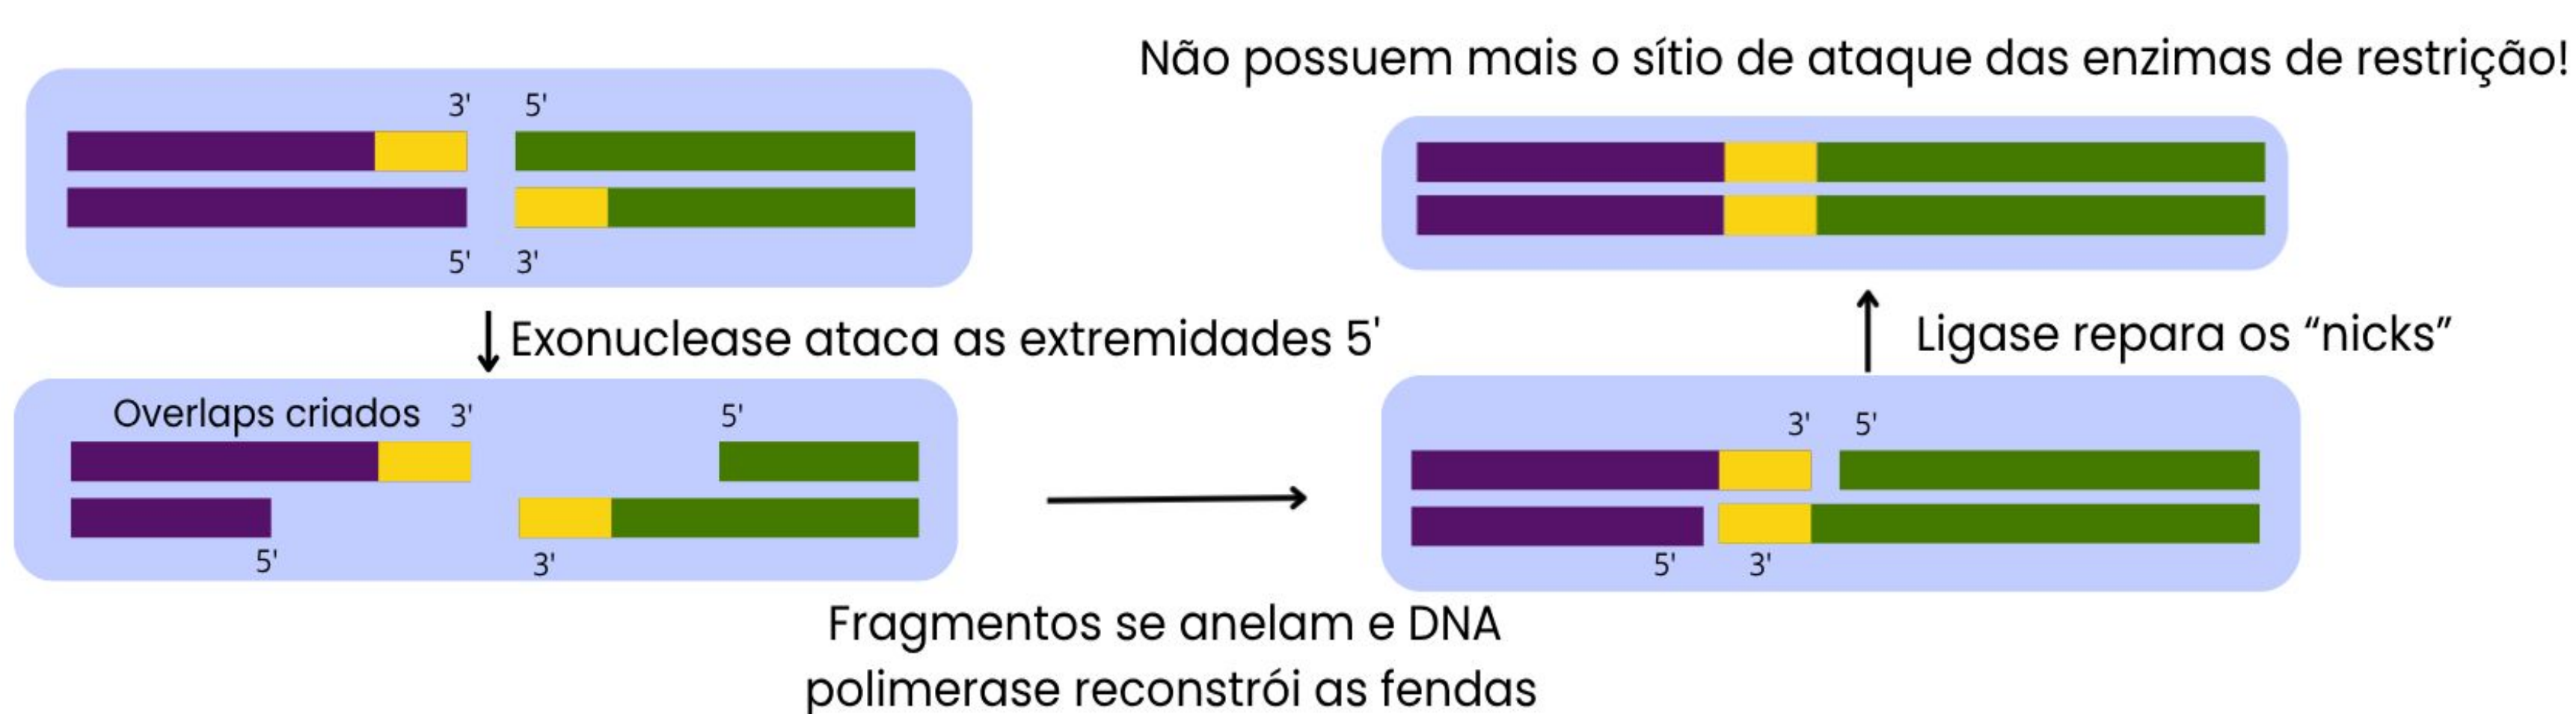 3' 5'
5' 3'
Exonuclease ataca as extremidades 5'
Overlaps criados 3' 5'
5' 3'
Fragmentos se anelam e DNA
polimerase reconstrói as fendas
3' 5'
5' 3'
Ligase repara os “nicks”
Não possuem mais o sítio de ataque das enzimas de restrição!